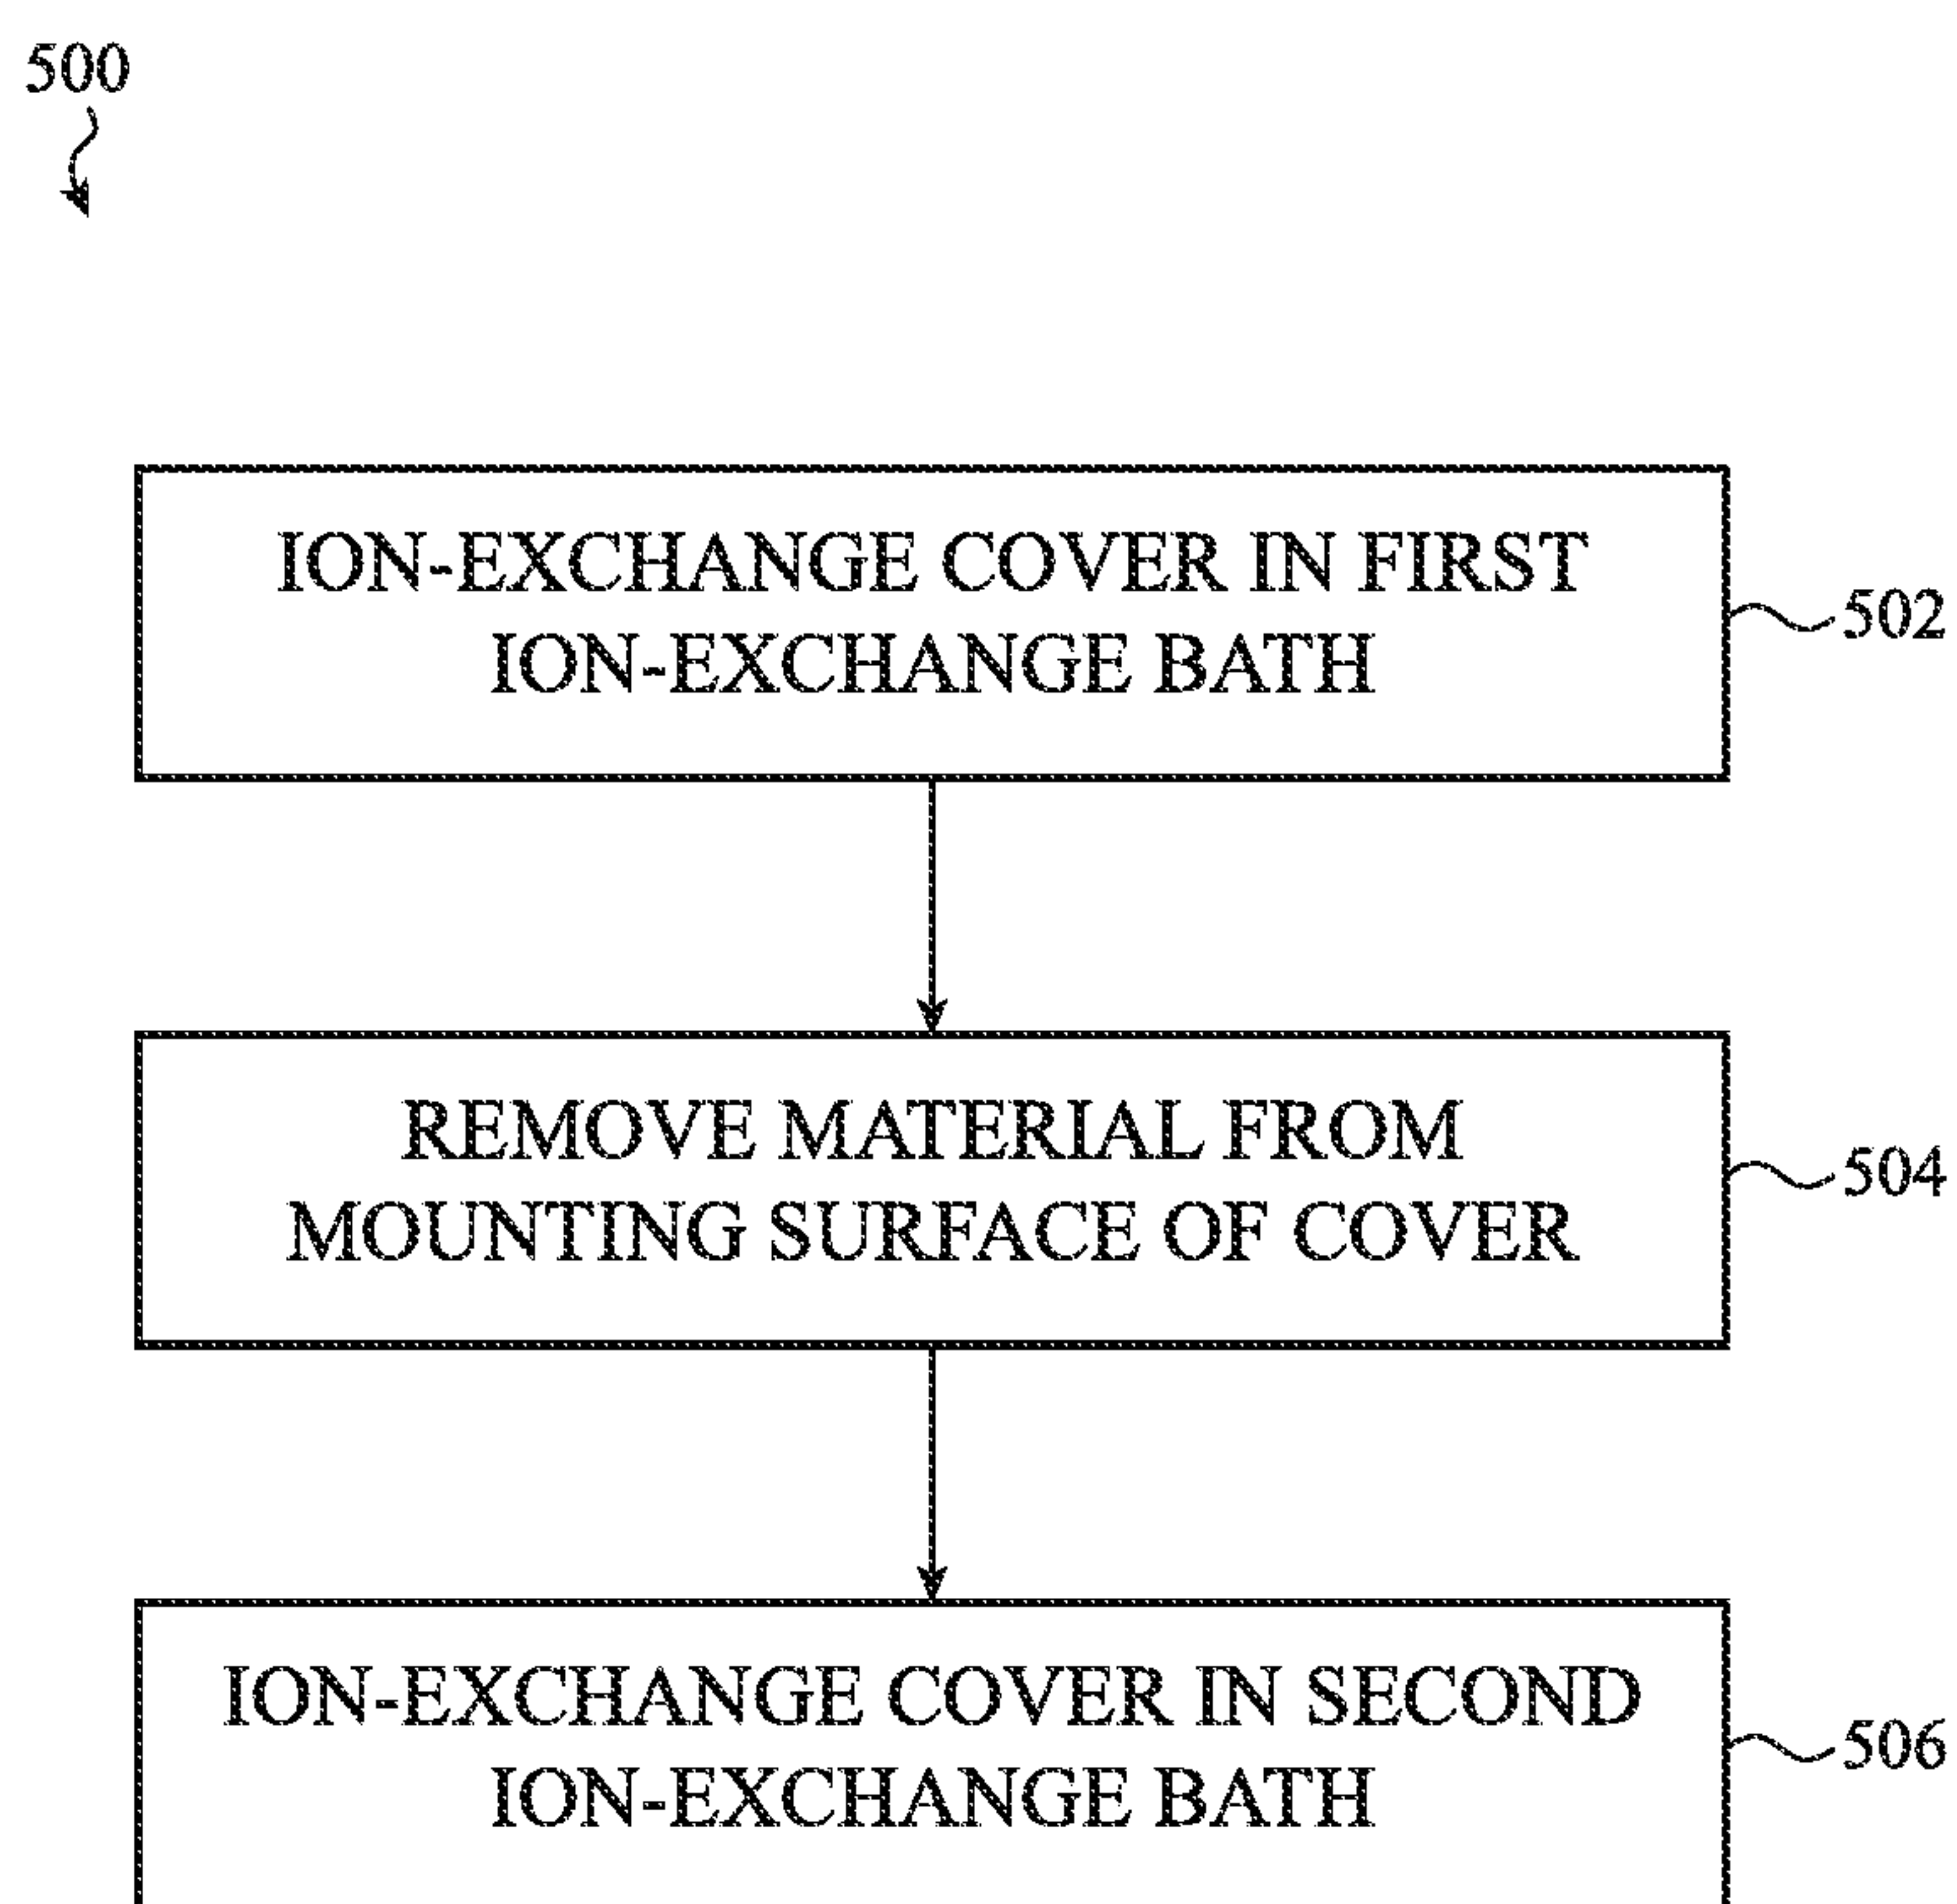 500
ION-EXCHANGE COVER IN FIRST
ION-EXCHANGE BATH
502
REMOVE MATERIAL FROM
MOUNTING SURFACE OF COVER
504
ION-EXCHANGE COVER IN SECOND
ION-EXCHANGE BATH
506